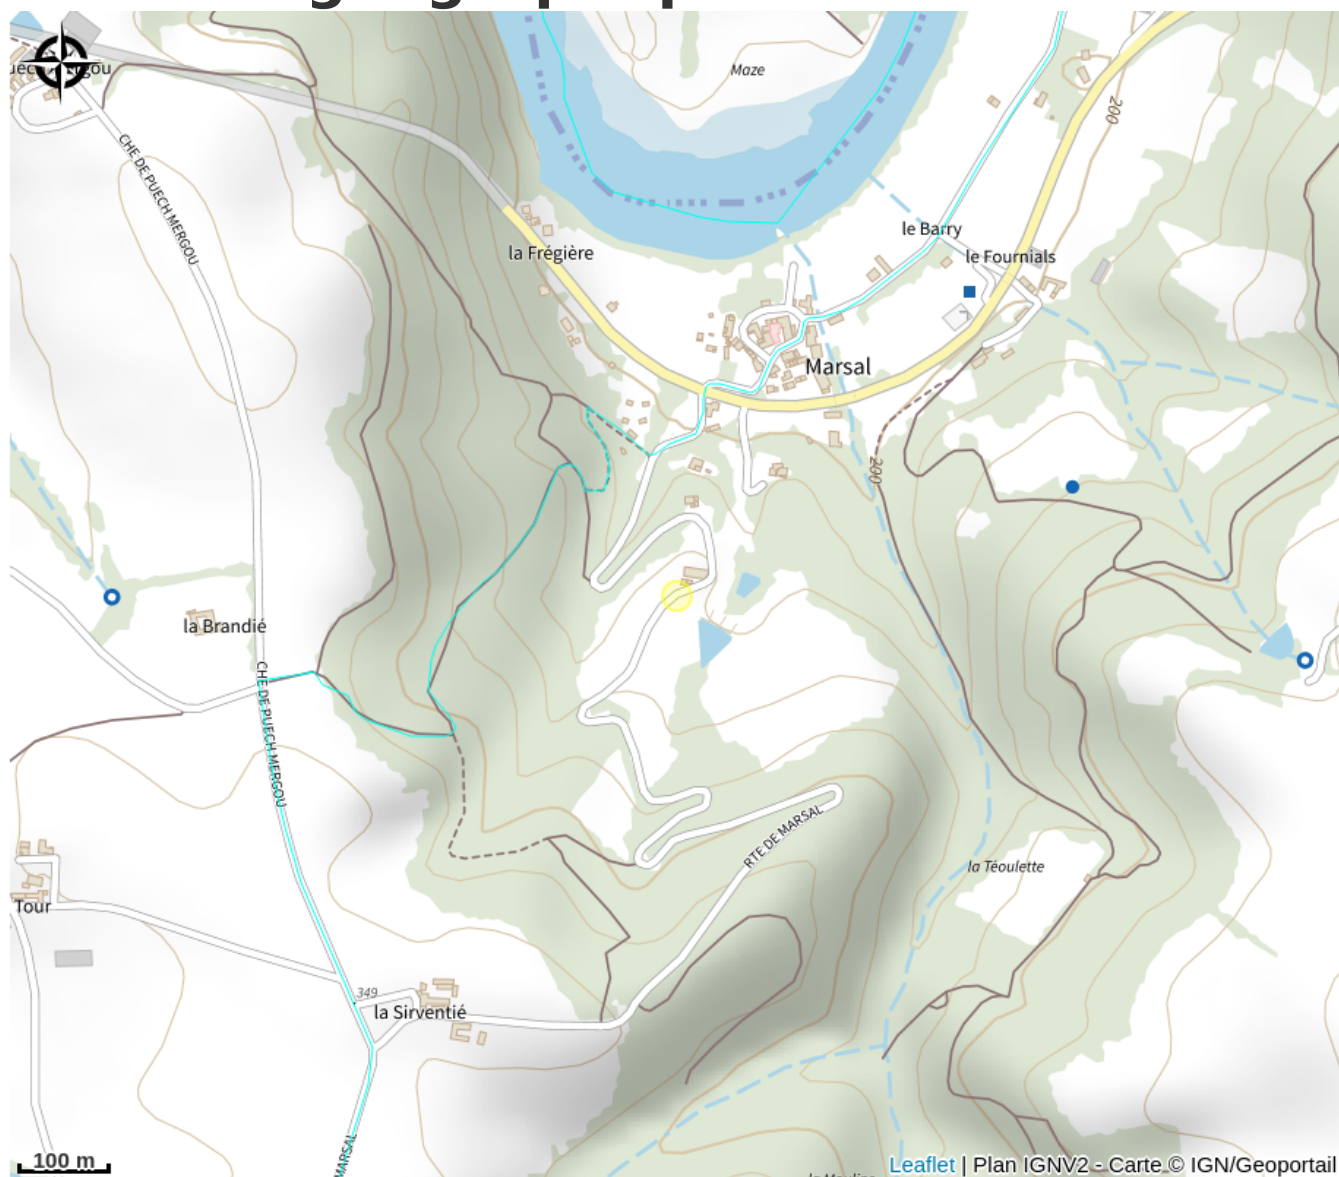 Maze
CHE DE PUECH MERGOU
200
le Barry
la Frégière
le Fournials
Marsal
200
la Brandié
CHE DE PUECH MERGOU
RTE DE MARSAL
la Téoulette
Tour
349
la Sirventié
MARSAL
100 m
Leaflet | Plan IGNV2 - Carte © IGN/Geoportail